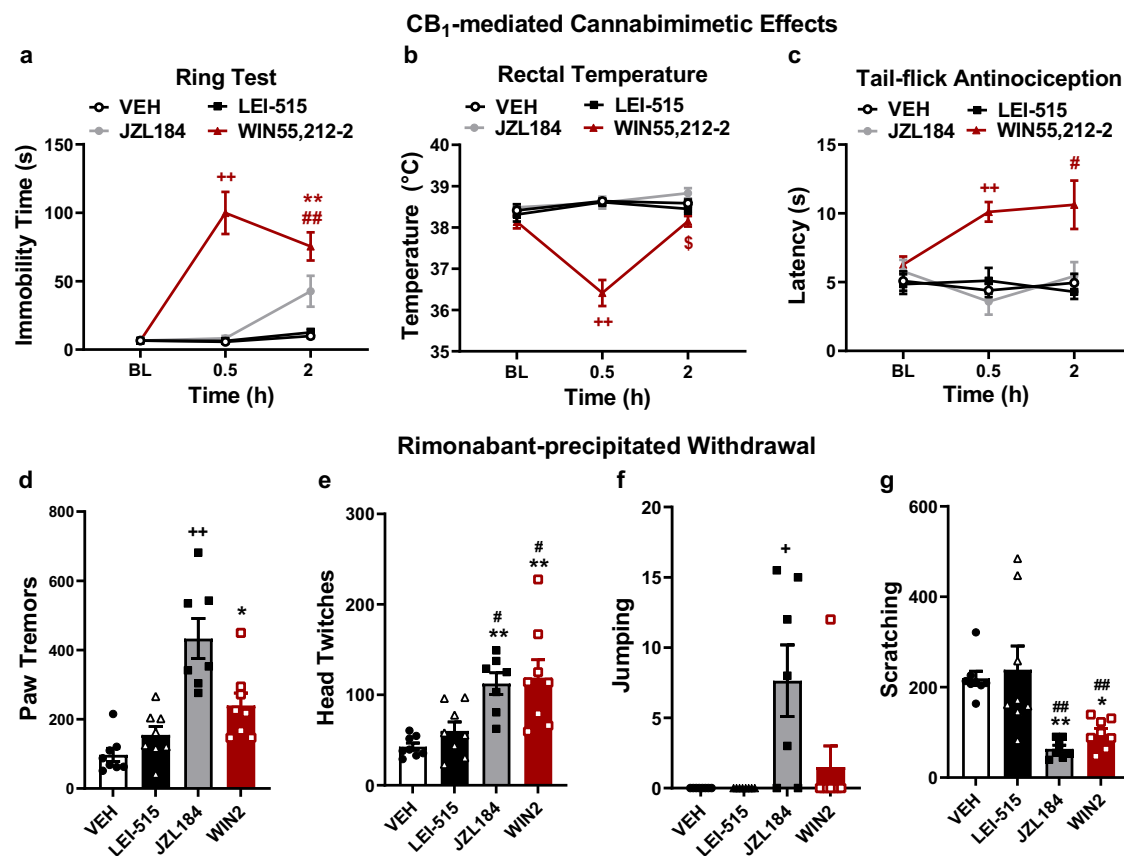 CB₁-mediated Cannabimimetic Effects
a
Ring Test
VEH
LEI-515
JZL184
WIN55,212-2
Immobility Time (s)
150
100
50
0
++
**
##
BL
0.5
2
Time (h)
b
Rectal Temperature
VEH
LEI-515
JZL184
WIN55,212-2
Temperature (°C)
40
39
38
37
36
35
++
$
BL
0.5
2
Time (h)
c
Tail-flick Antinociception
VEH
LEI-515
JZL184
WIN55,212-2
Latency (s)
15
10
5
0
++
#
BL
0.5
2
Time (h)
Rimonabant-precipitated Withdrawal
d
Paw Tremors
800
600
400
200
0
++
*
VEH
LEI-515
JZL184
WIN2
e
Head Twitches
300
200
100
0
#
**
#
**
VEH
LEI-515
JZL184
WIN2
f
Jumping
20
15
10
5
0
+
VEH
LEI-515
JZL184
WIN2
g
Scratching
600
400
200
0
##
**
##
*
VEH
LEI-515
JZL184
WIN2